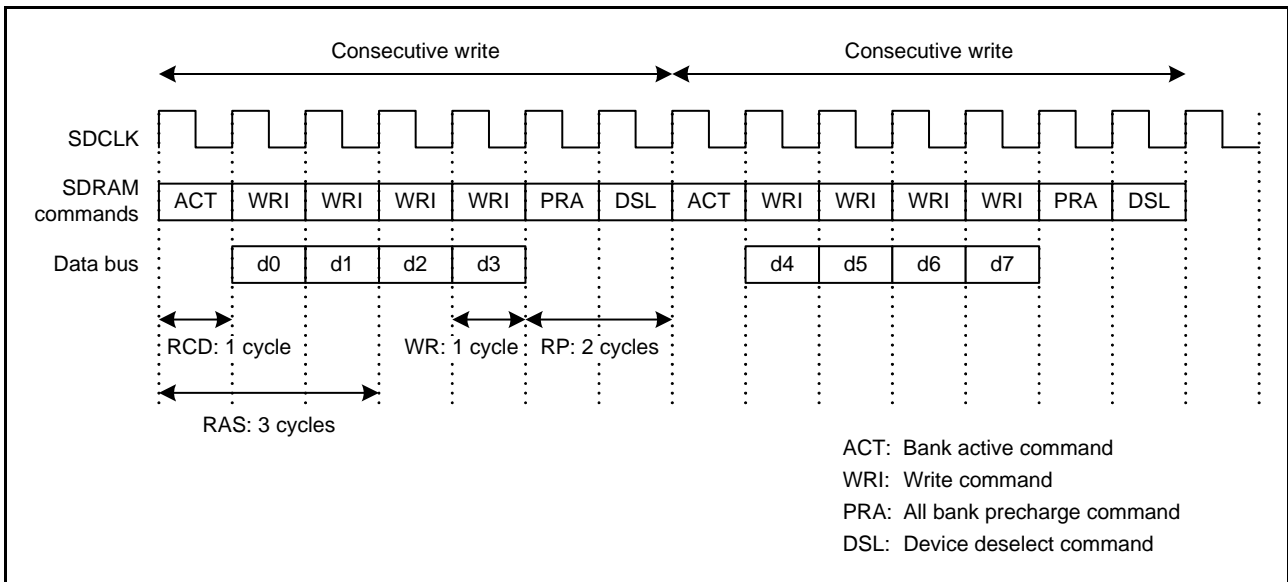 Consecutive write Consecutive write
SDCLK
SDRAM
commands
ACT WRI WRI WRI WRI PRA DSL ACT WRI WRI WRI WRI PRA DSL
Data bus d0 d1 d2 d3 d4 d5 d6 d7
RCD: 1 cycle WR: 1 cycle RP: 2 cycles
RAS: 3 cycles
ACT: Bank active command
WRI: Write command
PRA: All bank precharge command
DSL: Device deselect command